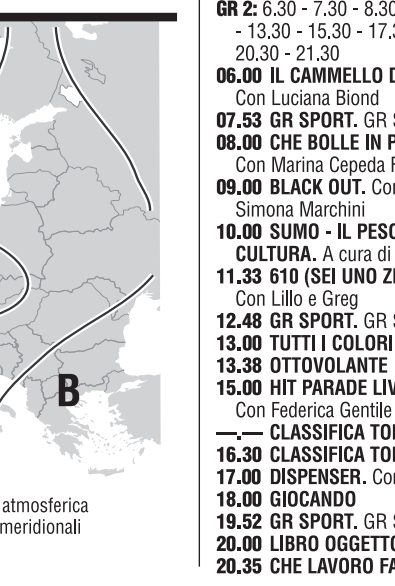 B
atmosferica
meridionali
GR 2: 6.30 - 7.30 - 8.30
- 13.30 - 15.30 - 17.3
20.30 - 21.30
06.00 IL CAMMELLO D
Con Luciana Biond
07.53 GR SPORT. GR S
08.00 CHE BOLLE IN P
Con Marina Cepeda F
09.00 BLACK OUT. Con
Simona Marchini
10.00 SUMO - IL PESO
CULTURA. A cura di
11.33 610 (SEI UNO ZE
Con Lillo e Greg
12.48 GR SPORT. GR S
13.00 TUTTI I COLORI
13.38 OTTOVOLANTE
15.00 HIT PARADE LIV
Con Federica Gentile
—.— CLASSIFICA TOP
16.30 CLASSIFICA TOP
17.00 DISPENSER. Con
18.00 GIOCANDO
19.52 GR SPORT. GR S
20.00 LIBRO OGGETTO
20.35 CHE LAVORO FA